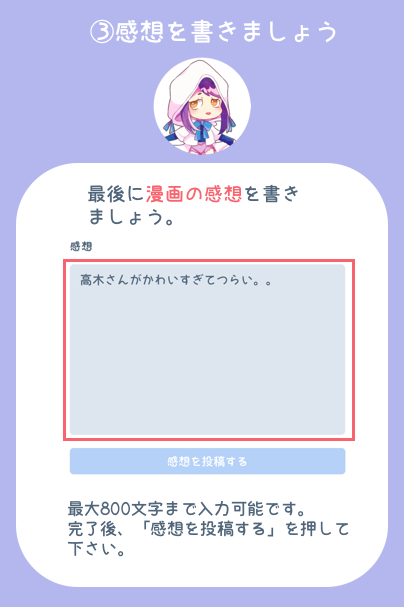 ③感想を書きましょう
最後に漫画の感想を書き
ましょう。
感想
高木さんがかわいすぎてつらい。。
感想を投稿する
最大800文字まで入力可能です。
完了後、「感想を投稿する」を押して
下さい。